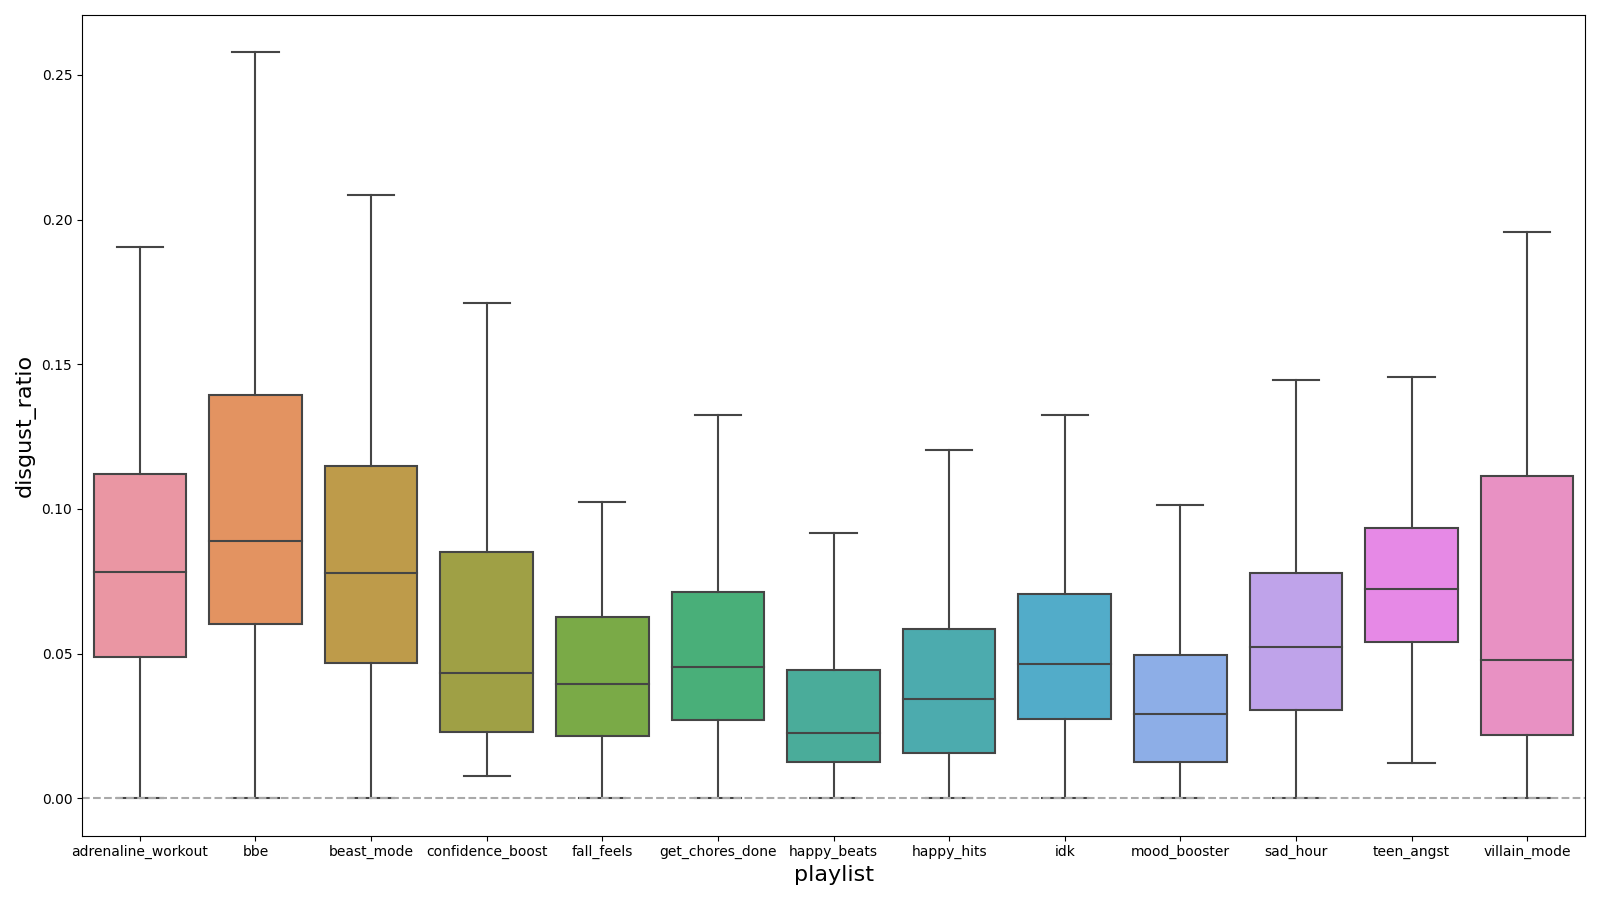 disgust_ratio
0.25
0.20
0.15
0.10
0.05
0.00
adrenaline_workout
bbe
beast_mode
confidence_boost
fall_feels
get_chores_done
happy_beats
happy_hits
idk
mood_booster
sad_hour
teen_angst
villain_mode
playlist